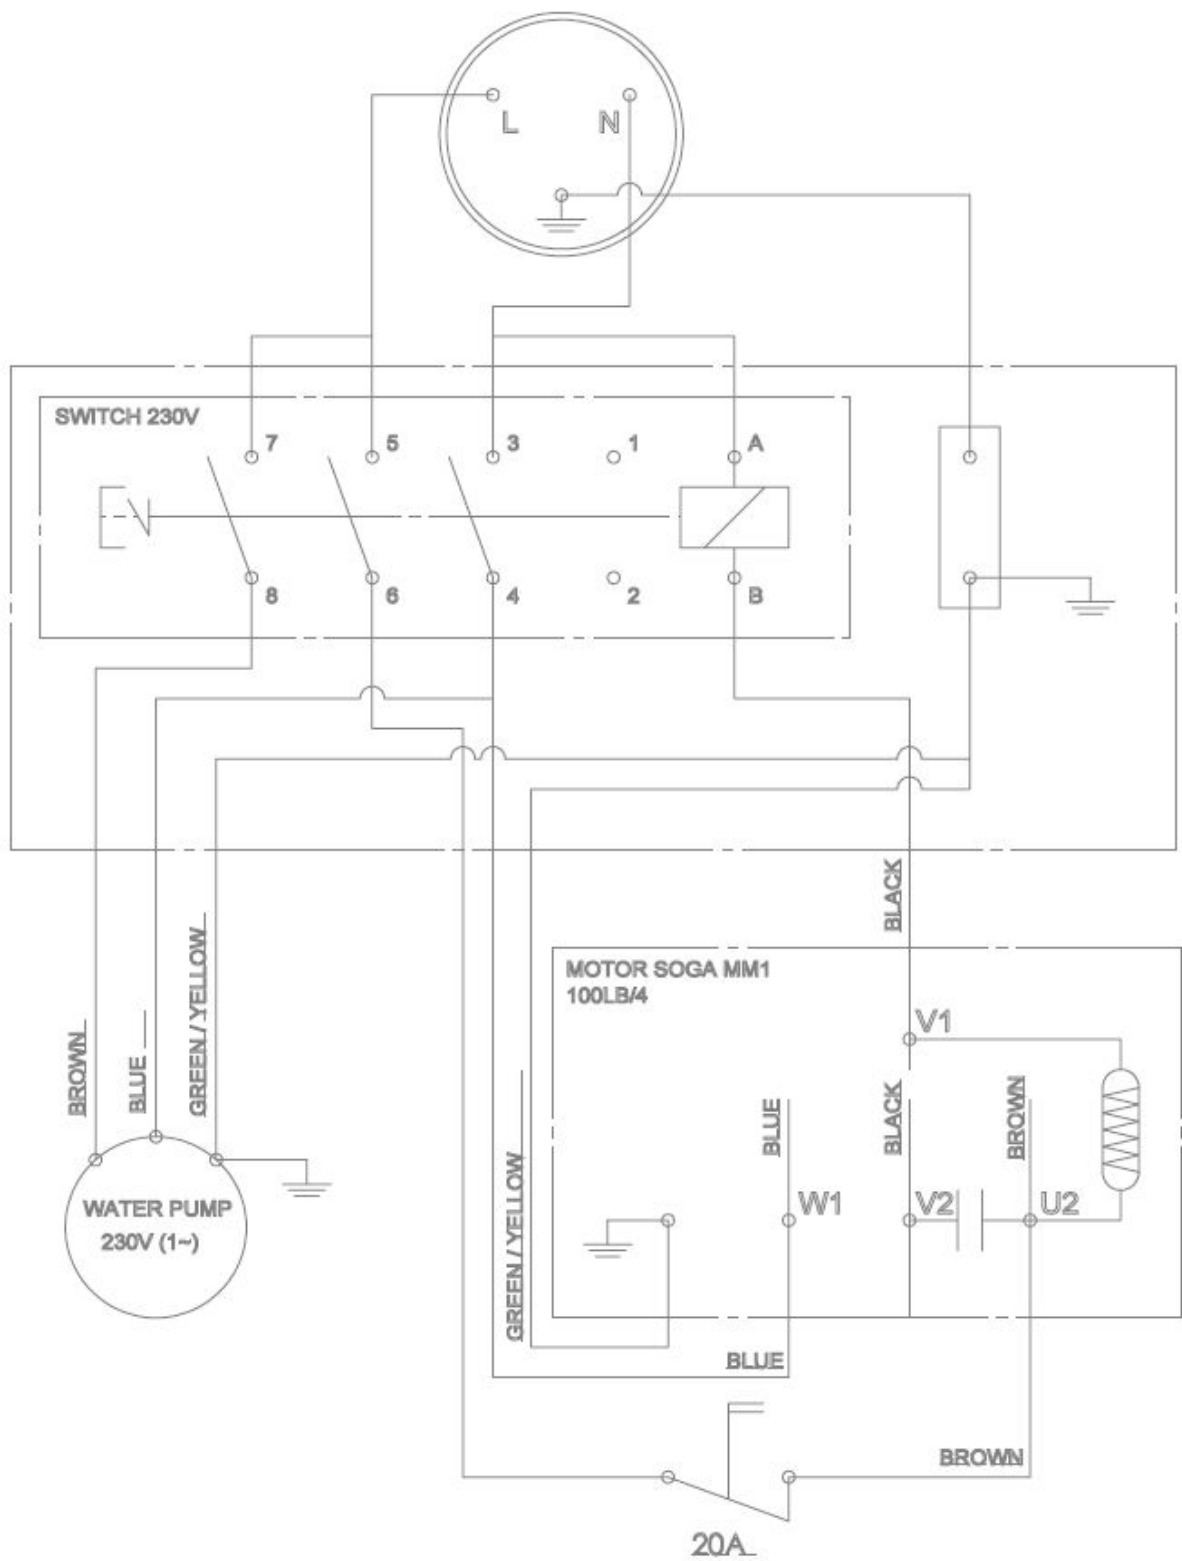 L N
SWITCH 230V
7 5 3 1 A
8 6 4 2 B
BLACK
MOTOR SOGA MM1
100LB/4
V1
BROWN
BLUE
GREEN / YELLOW
BLUE
BLACK
BROWN
GREEN / YELLOW
W1
V2
U2
WATER PUMP
230V (1~)
BLUE
BROWN
20A